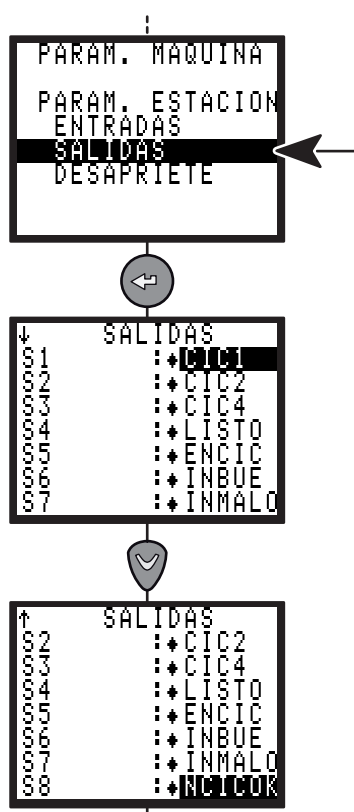 PARAM. MAQUINA
PARAM. ESTACION
ENTRADAS
SALIDAS
DESAPRIETE
↓ SALIDAS
S1 :♦CIC1
S2 :♦CIC2
S3 :♦CIC4
S4 :♦LISTO
S5 :♦ENCIC
S6 :♦INBUE
S7 :♦INMALO
↑ SALIDAS
S2 :♦CIC2
S3 :♦CIC4
S4 :♦LISTO
S5 :♦ENCIC
S6 :♦INBUE
S7 :♦INMALO
S8 :♦NCICOK